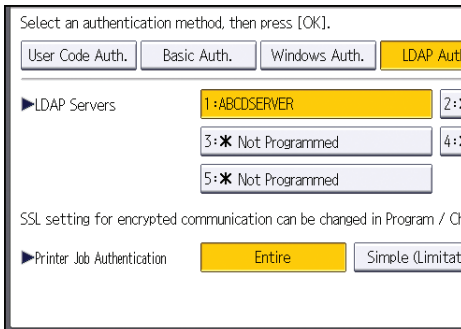 Select an authentication method, then press [OK].
User Code Auth. Basic Auth. Windows Auth. LDAP Auth
▶LDAP Servers 1:ABCDSERVER 2:
3:✱ Not Programmed 4:
5:✱ Not Programmed
SSL setting for encrypted communication can be changed in Program / Ch
▶Printer Job Authentication Entire Simple (Limitat